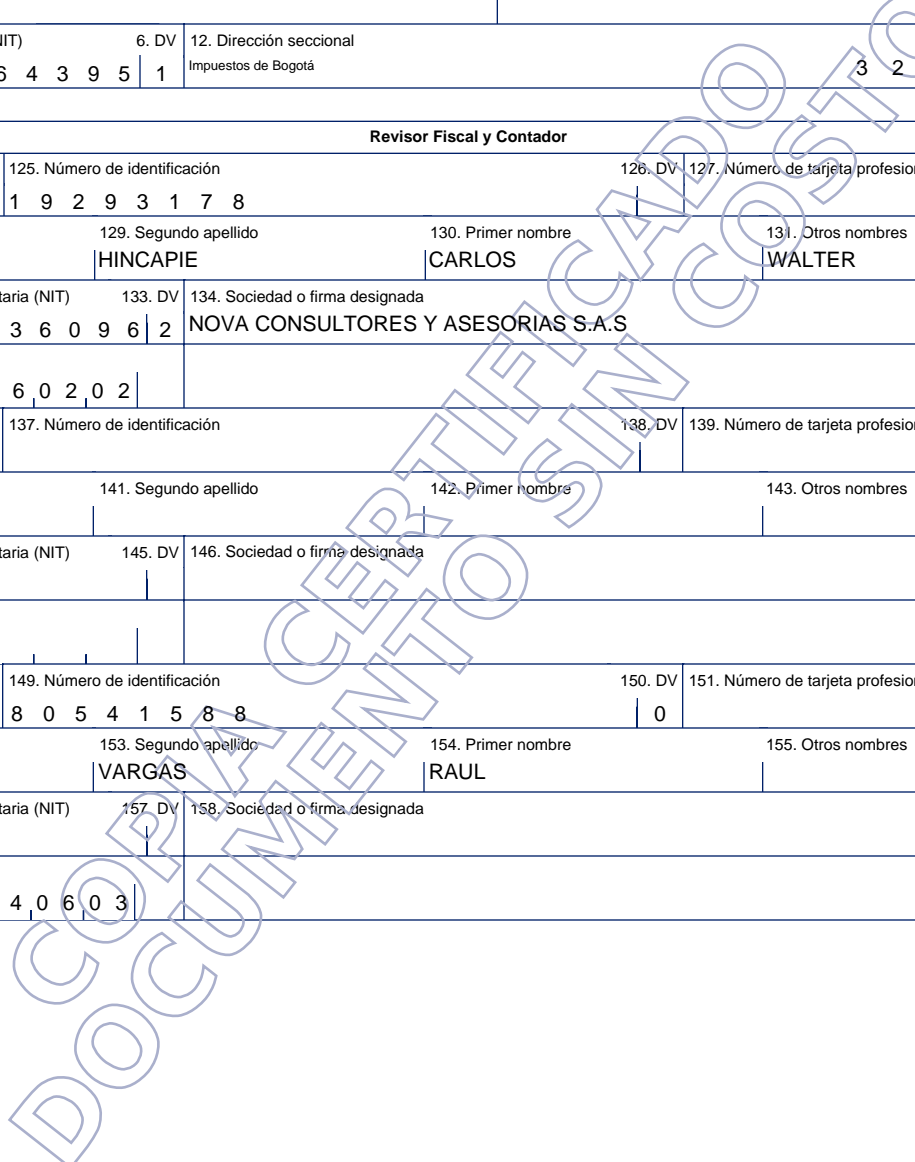 IT) 6. DV 12. Dirección seccional
6 4 3 9 5 1 Impuestos de Bogotá 3 2
Revisor Fiscal y Contador
125. Número de identificación 126. DV 127. Número de tarjeta profesion
1 9 2 9 3 1 7 8
129. Segundo apellido 130. Primer nombre 131. Otros nombres
HINCAPIE CARLOS WALTER
taria (NIT) 133. DV 134. Sociedad o firma designada
3 6 0 9 6 2 NOVA CONSULTORES Y ASESORIAS S.A.S
6 0 2 0 2
137. Número de identificación 138. DV 139. Número de tarjeta profesion
141. Segundo apellido 142. Primer nombre 143. Otros nombres
taria (NIT) 145. DV 146. Sociedad o firma designada
149. Número de identificación 150. DV 151. Número de tarjeta profesion
8 0 5 4 1 5 8 8 0
153. Segundo apellido 154. Primer nombre 155. Otros nombres
VARGAS RAUL
taria (NIT) 157. DV 158. Sociedad o firma designada
4 0 6 0 3
COPIA CERTIFICADO
DOCUMENTO SIN COSTO